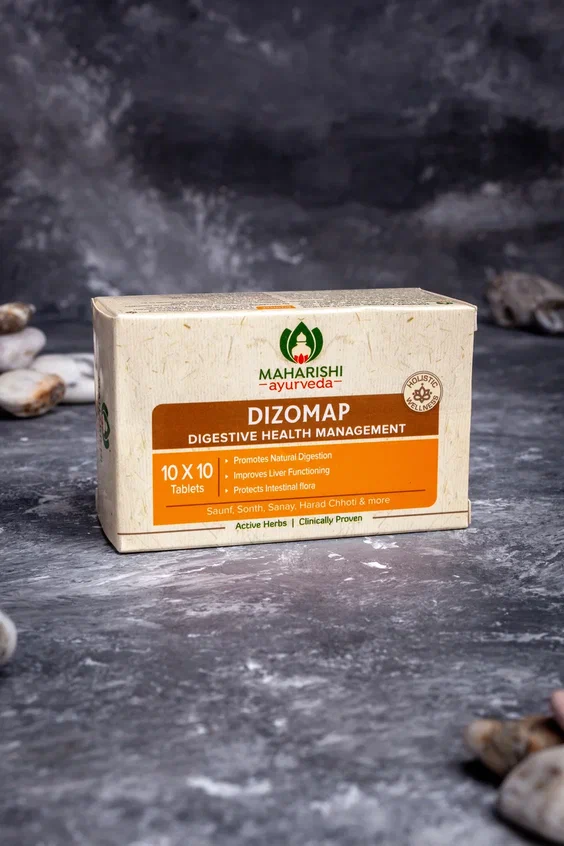 MAHARISHI
ayurveda
HOLISTIC WELLNESS
DIZOMAP
DIGESTIVE HEALTH MANAGEMENT
10 X 10
Tablets
Promotes Natural Digestion
Improves Liver Functioning
Protects Intestinal flora
Saunf, Sonth, Sanay, Harad Chhoti & more
Active Herbs | Clinically Proven